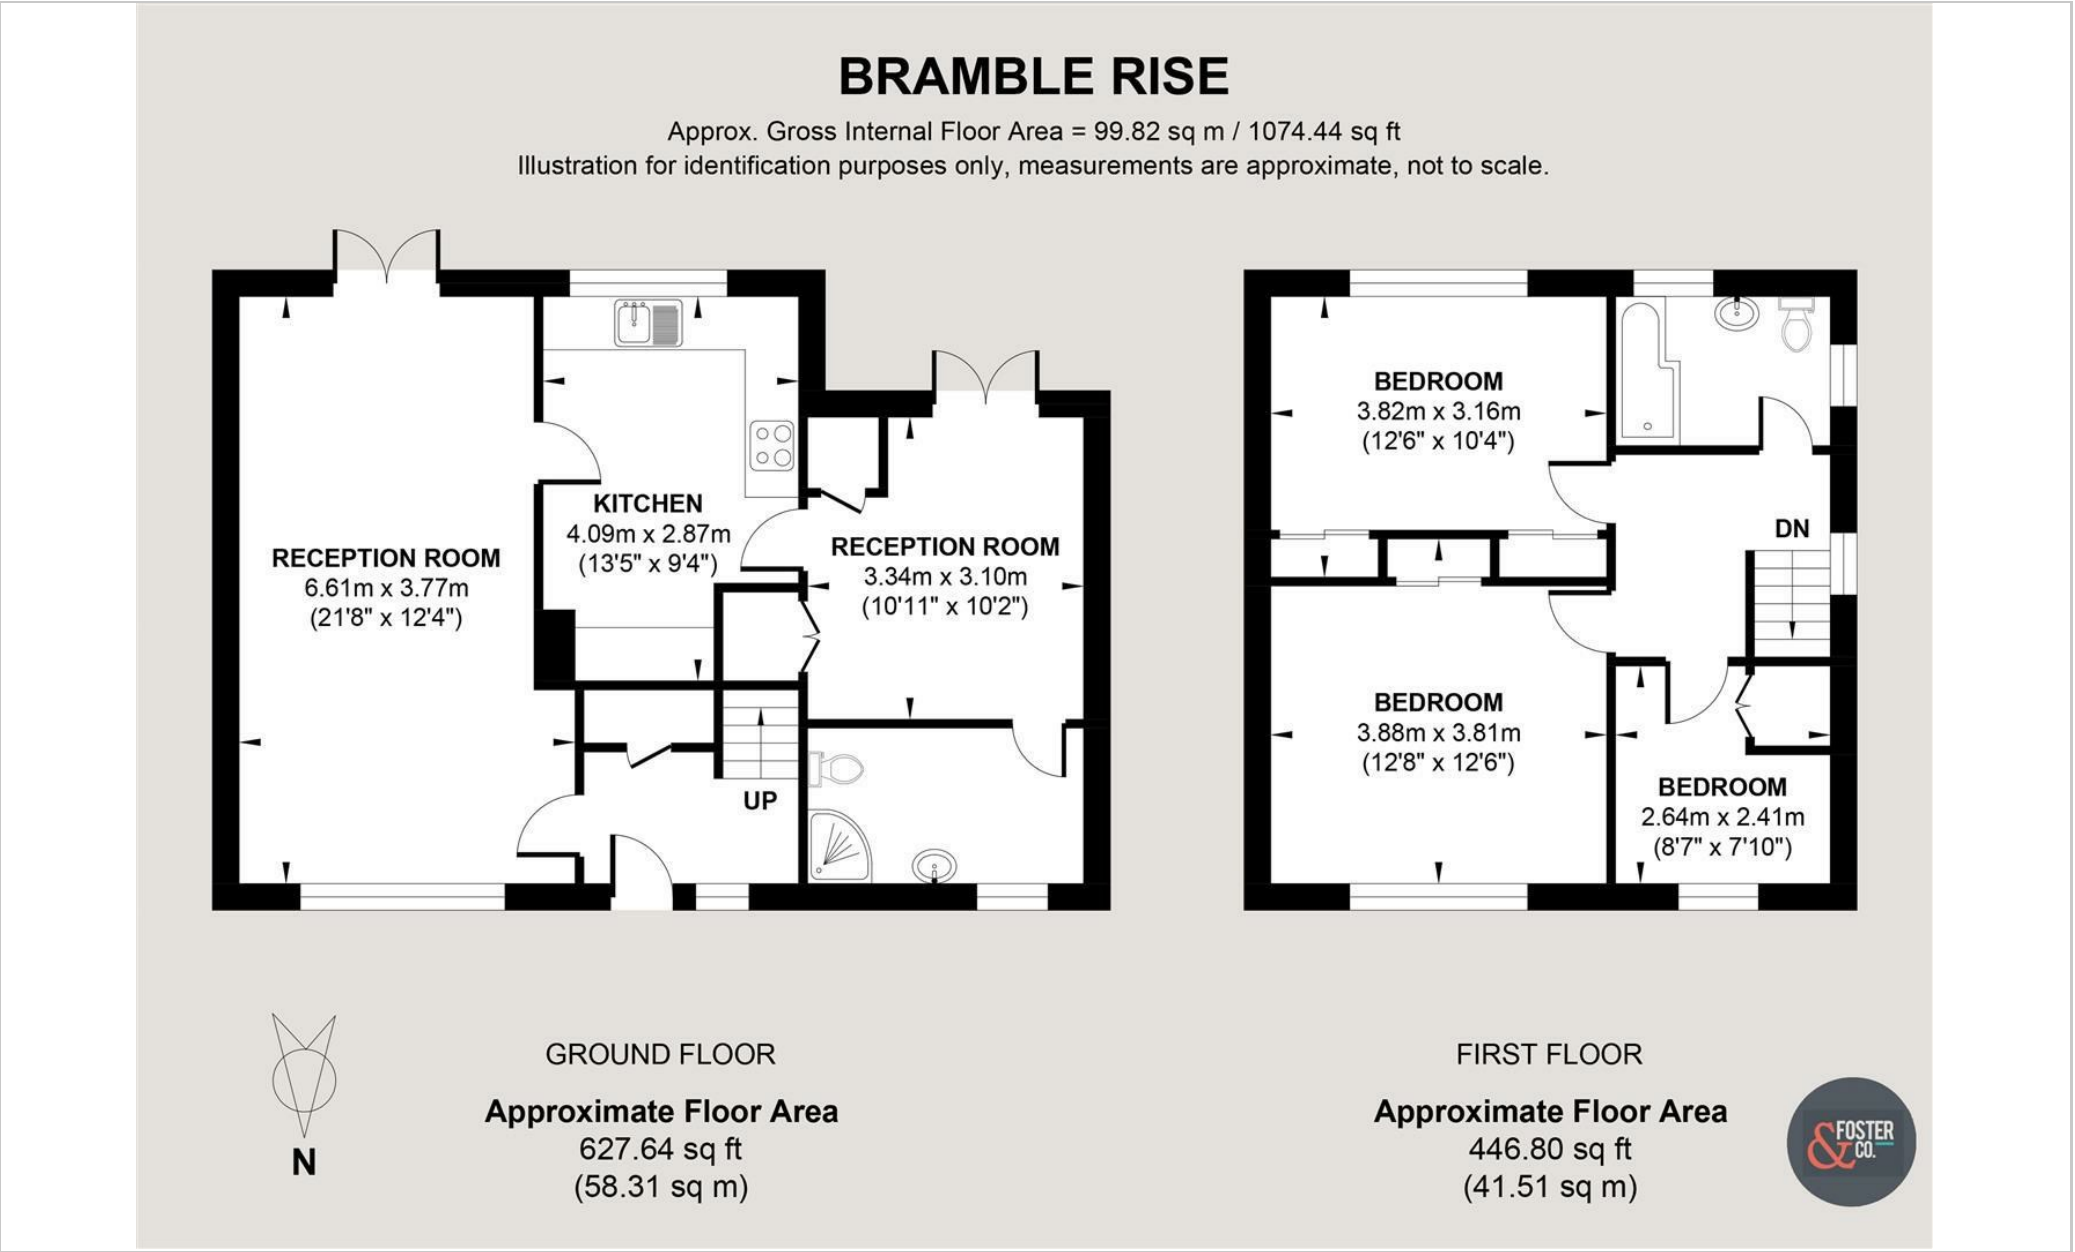 BRAMBLE RISE
Approx. Gross Internal Floor Area = 99.82 sq m / 1074.44 sq ft
Illustration for identification purposes only, measurements are approximate, not to scale.
RECEPTION ROOM
6.61m x 3.77m
(21'8" x 12'4")
KITCHEN
4.09m x 2.87m
(13'5" x 9'4")
RECEPTION ROOM
3.34m x 3.10m
(10'11" x 10'2")
UP
BEDROOM
3.82m x 3.16m
(12'6" x 10'4")
DN
BEDROOM
3.88m x 3.81m
(12'8" x 12'6")
BEDROOM
2.64m x 2.41m
(8'7" x 7'10")
N
GROUND FLOOR
Approximate Floor Area
627.64 sq ft
(58.31 sq m)
FIRST FLOOR
Approximate Floor Area
446.80 sq ft
(41.51 sq m)
&FOSTER
CO.